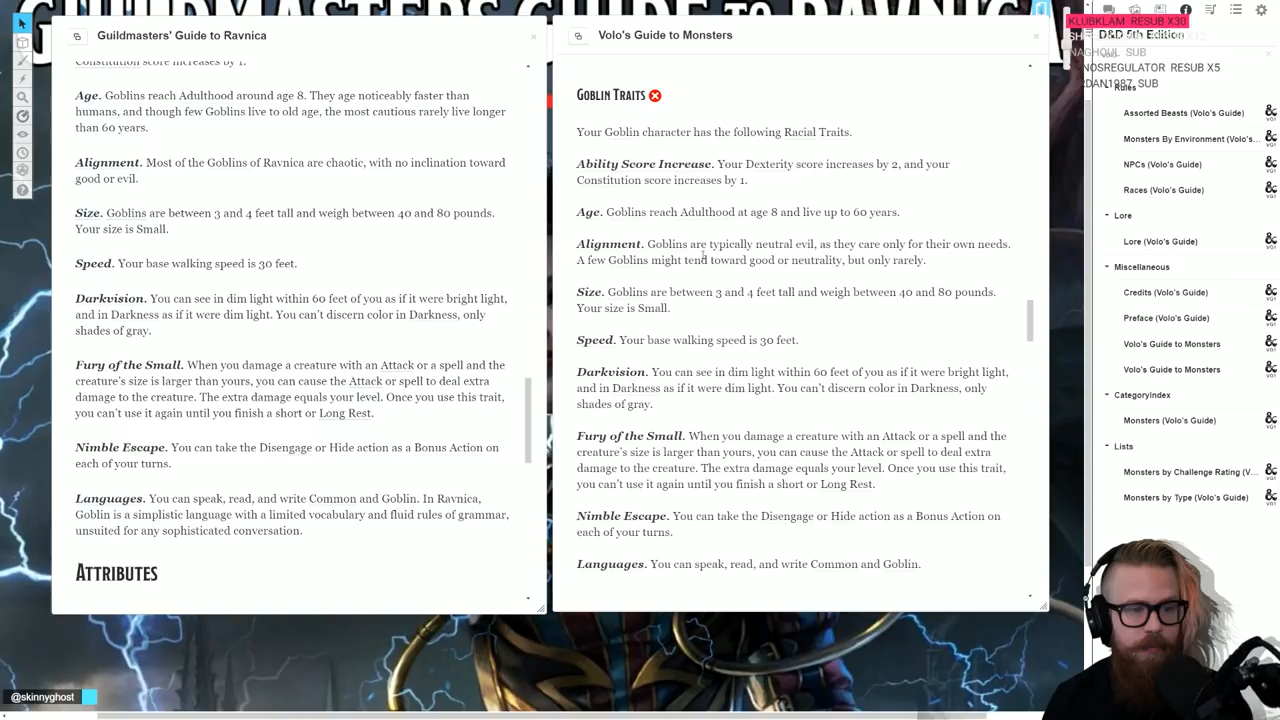 GUILDMASTERS' GUIDE TO RAVNICA
Guildmasters' Guide to Ravnica
Constitution score increases by 1.
Age. Goblins reach Adulthood around age 8. They age noticeably faster than
humans, and though few Goblins live to old age, the most cautious rarely live longer
than 60 years.
Alignment. Most of the Goblins of Ravnica are chaotic, with no inclination toward
good or evil.
Size. Goblins are between 3 and 4 feet tall and weigh between 40 and 80 pounds.
Your size is Small.
Speed. Your base walking speed is 30 feet.
Darkvision. You can see in dim light within 60 feet of you as if it were bright light,
and in Darkness as if it were dim light. You can't discern color in Darkness, only
shades of gray.
Fury of the Small. When you damage a creature with an Attack or a spell and the
creature's size is larger than yours, you can cause the Attack or spell to deal extra
damage to the creature. The extra damage equals your level. Once you use this trait,
you can't use it again until you finish a short or Long Rest.
Nimble Escape. You can take the Disengage or Hide action as a Bonus Action on
each of your turns.
Languages. You can speak, read, and write Common and Goblin. In Ravnica,
Goblin is a simplistic language with a limited vocabulary and fluid rules of grammar,
unsuited for any sophisticated conversation.
ATTRIBUTES
Volo's Guide to Monsters
GOBLIN TRAITS
Your Goblin character has the following Racial Traits.
Ability Score Increase. Your Dexterity score increases by 2, and your
Constitution score increases by 1.
Age. Goblins reach Adulthood at age 8 and live up to 60 years.
Alignment. Goblins are typically neutral evil, as they care only for their own needs.
A few Goblins might tend toward good or neutrality, but only rarely.
Size. Goblins are between 3 and 4 feet tall and weigh between 40 and 80 pounds.
Your size is Small.
Speed. Your base walking speed is 30 feet.
Darkvision. You can see in dim light within 60 feet of you as if it were bright light,
and in Darkness as if it were dim light. You can't discern color in Darkness, only
shades of gray.
Fury of the Small. When you damage a creature with an Attack or a spell and the
creature's size is larger than yours, you can cause the Attack or spell to deal extra
damage to the creature. The extra damage equals your level. Once you use this trait,
you can't use it again until you finish a short or Long Rest.
Nimble Escape. You can take the Disengage or Hide action as a Bonus Action on
each of your turns.
Languages. You can speak, read, and write Common and Goblin.
KLUBKLAM RESUB X30
D&D 5th Edition
NAGHOUL SUB
NOSREGULATOR RESUB X5
RDAN1987 SUB
Rules
Assorted Beasts (Volo's Guide)
Monsters By Environment (Volo's...
NPCs (Volo's Guide)
Races (Volo's Guide)
Lore
Lore (Volo's Guide)
Miscellaneous
Credits (Volo's Guide)
Preface (Volo's Guide)
Volo's Guide to Monsters
Volo's Guide to Monsters
CategoryIndex
Monsters (Volo's Guide)
Lists
Monsters by Challenge Rating (V...
Monsters by Type (Volo's Guide)
@skinnyghost